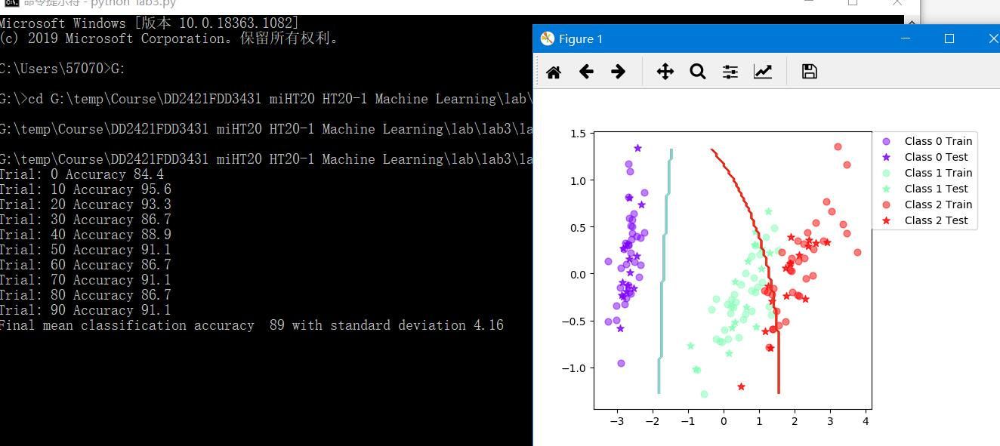 命令提示符 - python lab3.py
Microsoft Windows [版本 10.0.18363.1082]
(c) 2019 Microsoft Corporation。保留所有权利。
C:\Users\57070>G:
G:\>cd G:\temp\Course\DD2421FDD3431 miHT20 HT20-1 Machine Learning\lab\
G:\temp\Course\DD2421FDD3431 miHT20 HT20-1 Machine Learning\lab\lab3\la
G:\temp\Course\DD2421FDD3431 miHT20 HT20-1 Machine Learning\lab\lab3\la
Trial: 0 Accuracy 84.4
Trial: 10 Accuracy 95.6
Trial: 20 Accuracy 93.3
Trial: 30 Accuracy 86.7
Trial: 40 Accuracy 88.9
Trial: 50 Accuracy 91.1
Trial: 60 Accuracy 86.7
Trial: 70 Accuracy 91.1
Trial: 80 Accuracy 86.7
Trial: 90 Accuracy 91.1
Final mean classification accuracy  89 with standard deviation 4.16
Figure 1
1.5
1.0
0.5
0.0
−0.5
−1.0
−3 −2 −1 0 1 2 3 4
Class 0 Train
Class 0 Test
Class 1 Train
Class 1 Test
Class 2 Train
Class 2 Test